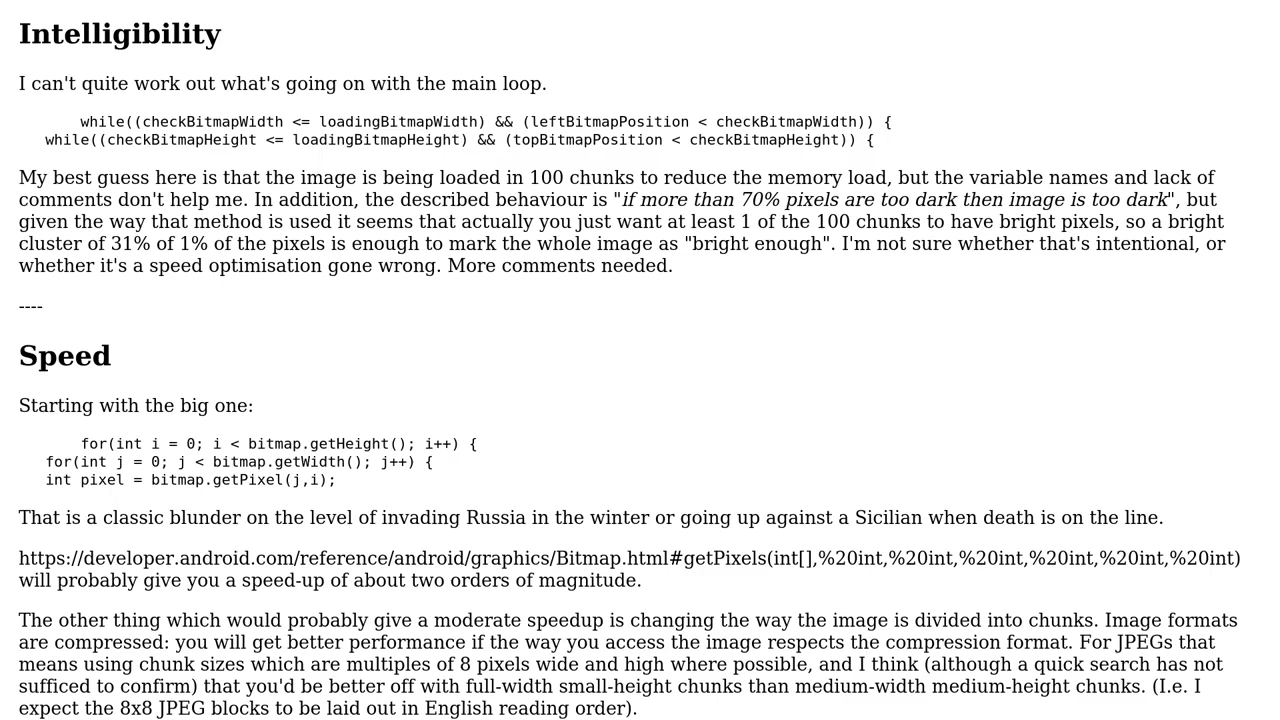 Intelligibility
I can't quite work out what's going on with the main loop.
while((checkBitmapWidth <= loadingBitmapWidth) && (leftBitmapPosition < checkBitmapWidth)) {
while((checkBitmapHeight <= loadingBitmapHeight) && (topBitmapPosition < checkBitmapHeight)) {
My best guess here is that the image is being loaded in 100 chunks to reduce the memory load, but the variable names and lack of
comments don't help me. In addition, the described behaviour is "if more than 70% pixels are too dark then image is too dark", but
given the way that method is used it seems that actually you just want at least 1 of the 100 chunks to have bright pixels, so a bright
cluster of 31% of 1% of the pixels is enough to mark the whole image as "bright enough". I'm not sure whether that's intentional, or
whether it's a speed optimisation gone wrong. More comments needed.
----
Speed
Starting with the big one:
for(int i = 0; i < bitmap.getHeight(); i++) {
for(int j = 0; j < bitmap.getWidth(); j++) {
int pixel = bitmap.getPixel(j,i);
That is a classic blunder on the level of invading Russia in the winter or going up against a Sicilian when death is on the line.
https://developer.android.com/reference/android/graphics/Bitmap.html#getPixels(int[],%20int,%20int,%20int,%20int,%20int,%20int)
will probably give you a speed-up of about two orders of magnitude.
The other thing which would probably give a moderate speedup is changing the way the image is divided into chunks. Image formats
are compressed: you will get better performance if the way you access the image respects the compression format. For JPEGs that
means using chunk sizes which are multiples of 8 pixels wide and high where possible, and I think (although a quick search has not
sufficed to confirm) that you'd be better off with full-width small-height chunks than medium-width medium-height chunks. (I.e. I
expect the 8x8 JPEG blocks to be laid out in English reading order).